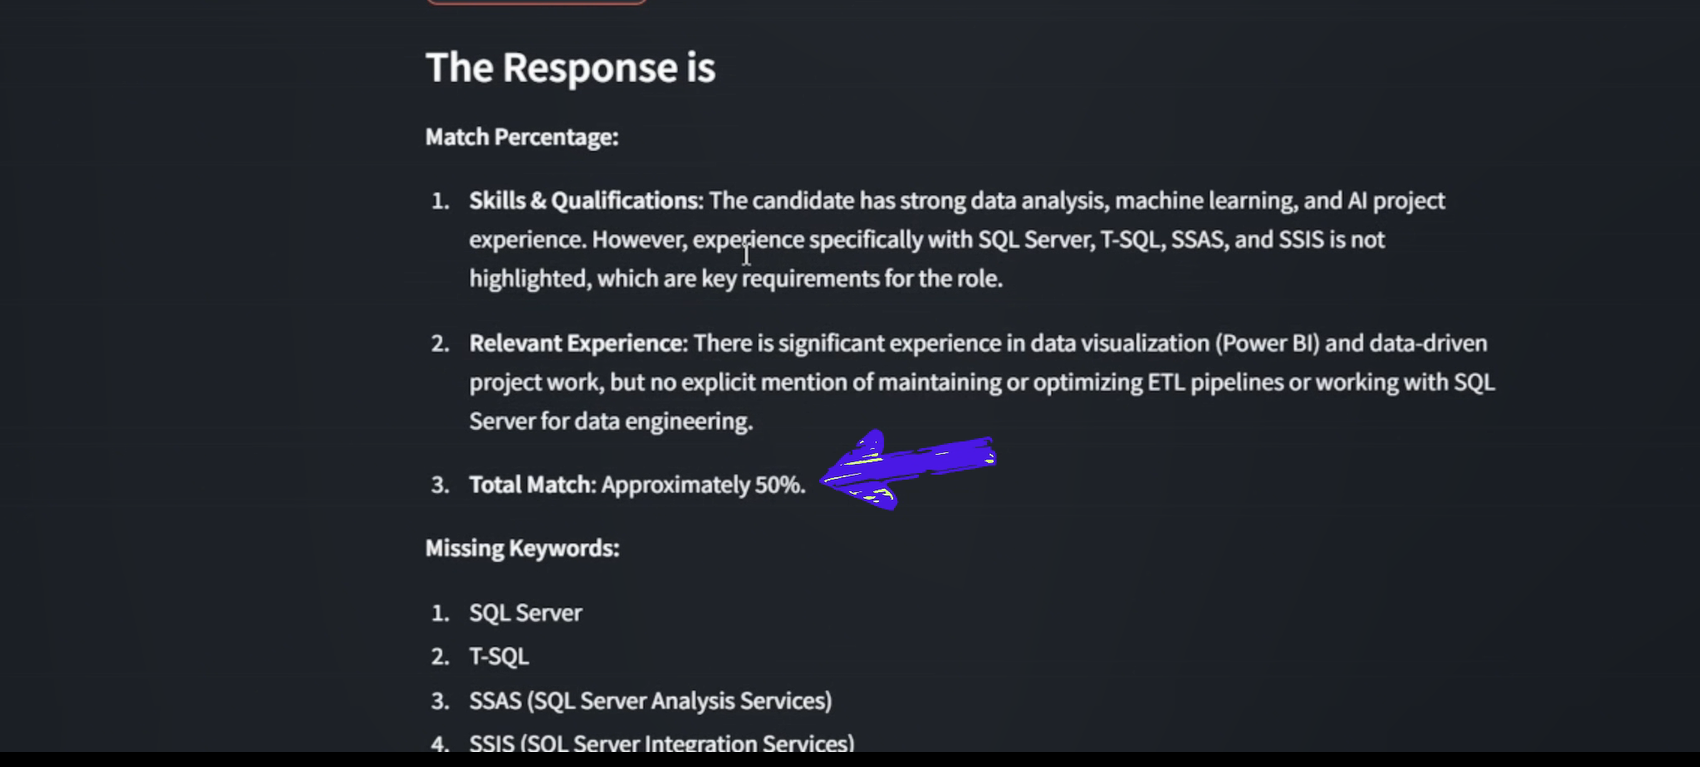 The Response is
Match Percentage:
1. Skills & Qualifications: The candidate has strong data analysis, machine learning, and AI project
experience. However, experience specifically with SQL Server, T-SQL, SSAS, and SSIS is not
highlighted, which are key requirements for the role.
2. Relevant Experience: There is significant experience in data visualization (Power BI) and data-driven
project work, but no explicit mention of maintaining or optimizing ETL pipelines or working with SQL
Server for data engineering.
3. Total Match: Approximately 50%.
Missing Keywords:
1. SQL Server
2. T-SQL
3. SSAS (SQL Server Analysis Services)
4. SSIS (SQL Server Integration Services)